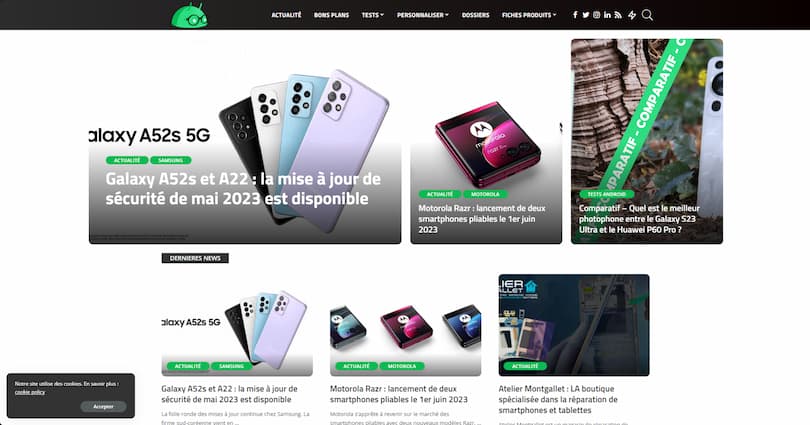 ACTUALITÉ BONS PLANS TESTS PERSONNALISER DOSSIERS FICHES PRODUITS
alaxy A52s 5G
ACTUALITÉ SAMSUNG
Galaxy A52s et A22 : la mise à jour de
sécurité de mai 2023 est disponible
motorola
ACTUALITÉ MOTOROLA
Motorola Razr : lancement de deux
smartphones pliables le 1er juin
2023
COMPARATIF - COMPARATIF - C
TESTS ANDROID
Comparatif – Quel est le meilleur
photophone entre le Galaxy S23
Ultra et le Huawei P60 Pro ?
DERNIERES NEWS
alaxy A52s 5G
ACTUALITÉ SAMSUNG
Galaxy A52s et A22 : la mise à jour de
sécurité de mai 2023 est disponible
La folle ronde des mises à jour continue chez Samsung. La
firme sud-coréenne vient en ...
ACTUALITÉ MOTOROLA
Motorola Razr : lancement de deux
smartphones pliables le 1er juin 2023
Motorola s'apprête à revenir sur le marché des
smartphones pliables avec deux nouveaux modèles Razr. ...
LIER
ALLET
ACTUALITÉ
Atelier Montgallet : LA boutique
spécialisée dans la réparation de
smartphones et tablettes
Atelier Montgallet est un magasin de réparation de
Notre site utilise des cookies. En savoir plus :
cookie policy
Accepter